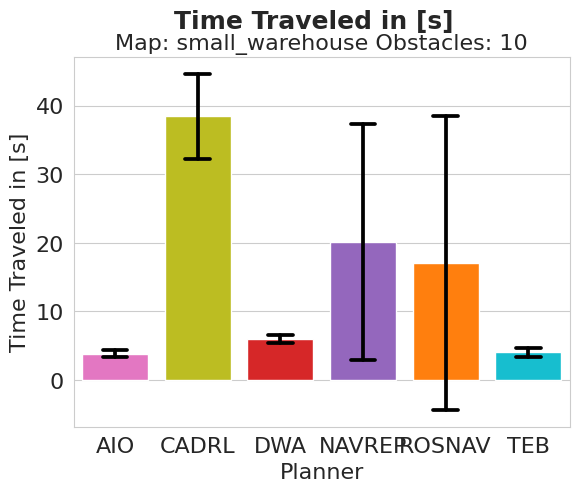 Time Traveled in [s]
Map: small_warehouse Obstacles: 10
Time Traveled in [s]
40
30
20
10
0
AIO CADRL DWA NAVREP ROSNAV TEB
Planner